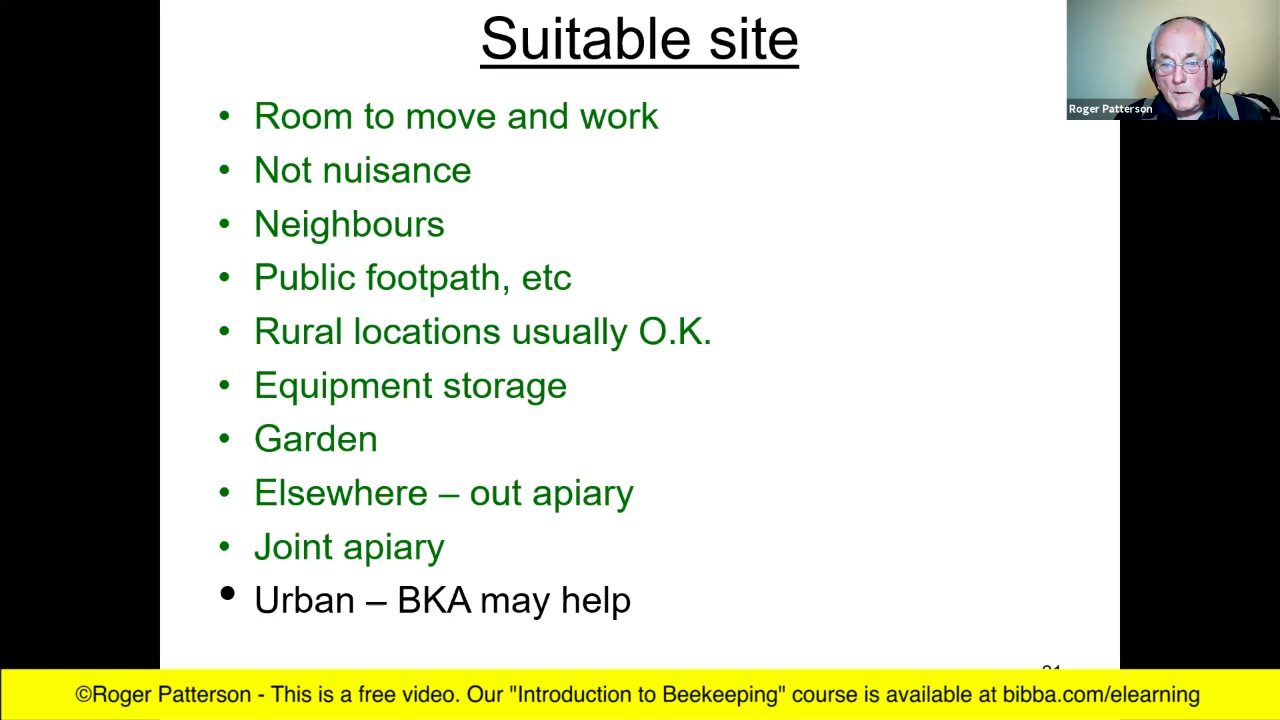 Suitable site
• Room to move and work
• Not nuisance
• Neighbours
• Public footpath, etc
• Rural locations usually O.K.
• Equipment storage
• Garden
• Elsewhere – out apiary
• Joint apiary
• Urban – BKA may help
Roger Patterson
©Roger Patterson - This is a free video. Our "Introduction to Beekeeping" course is available at bibba.com/elearning